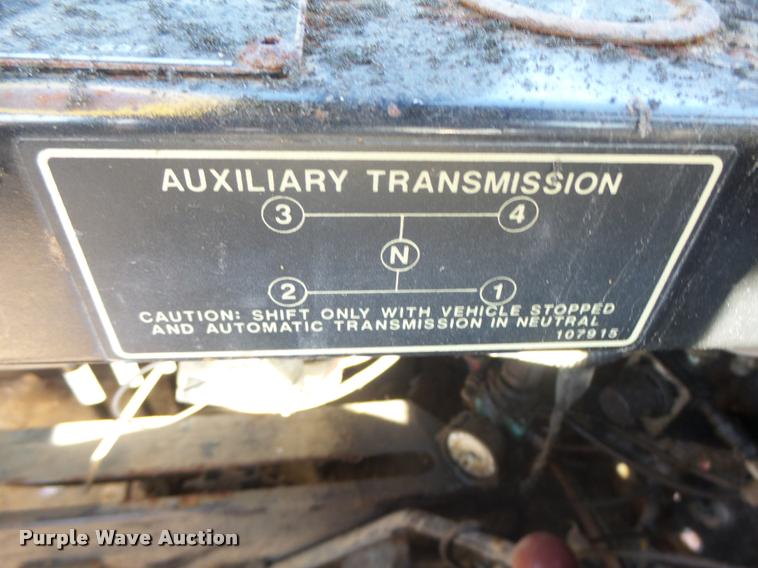 AUXILIARY TRANSMISSION
3 4
N
2 1
CAUTION: SHIFT ONLY WITH VEHICLE STOPPED
AND AUTOMATIC TRANSMISSION IN NEUTRAL
107915
Purple Wave Auction